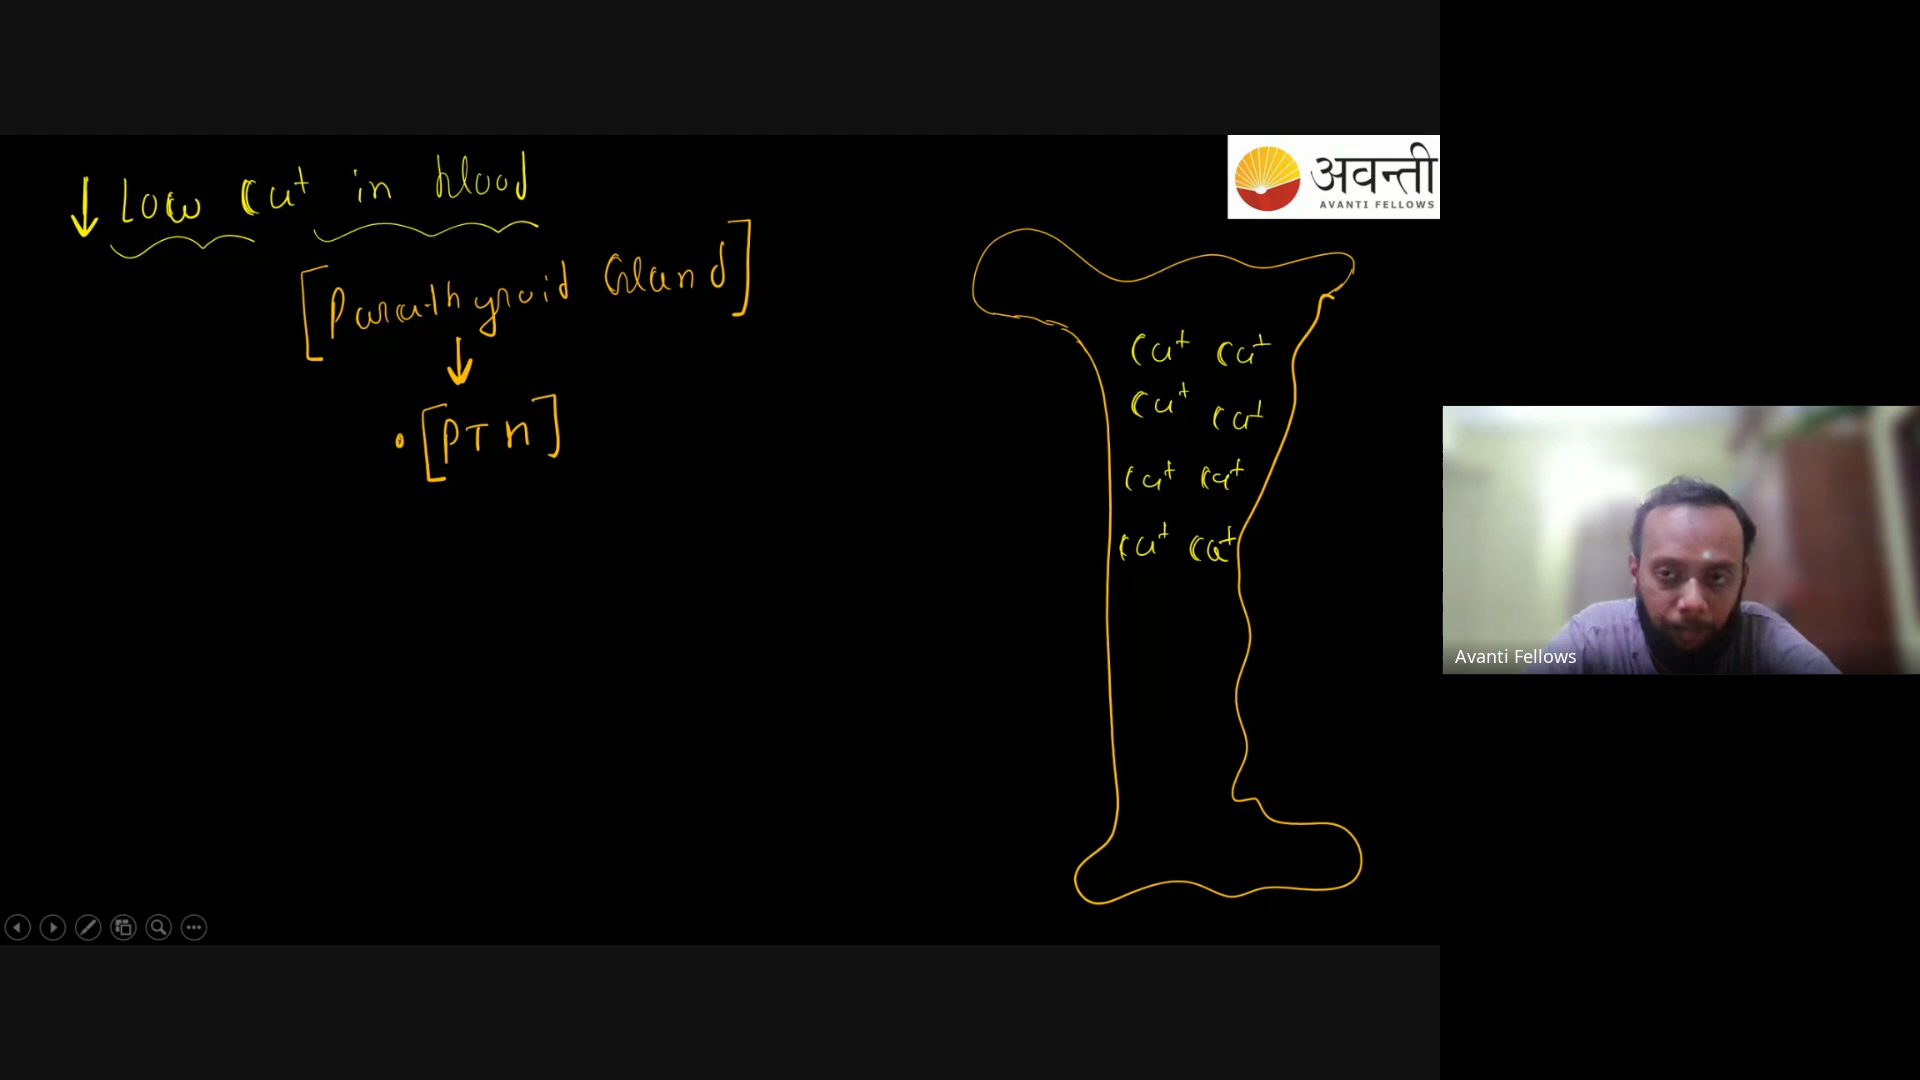 ↓ Low Ca+ in blood
[Parathyroid Gland]
↓
• [PTH]
अवन्ती
AVANTI FELLOWS
Ca+ Ca+
Ca+ Ca+
Ca+ Ca+
Ca+ Ca+
Avanti Fellows